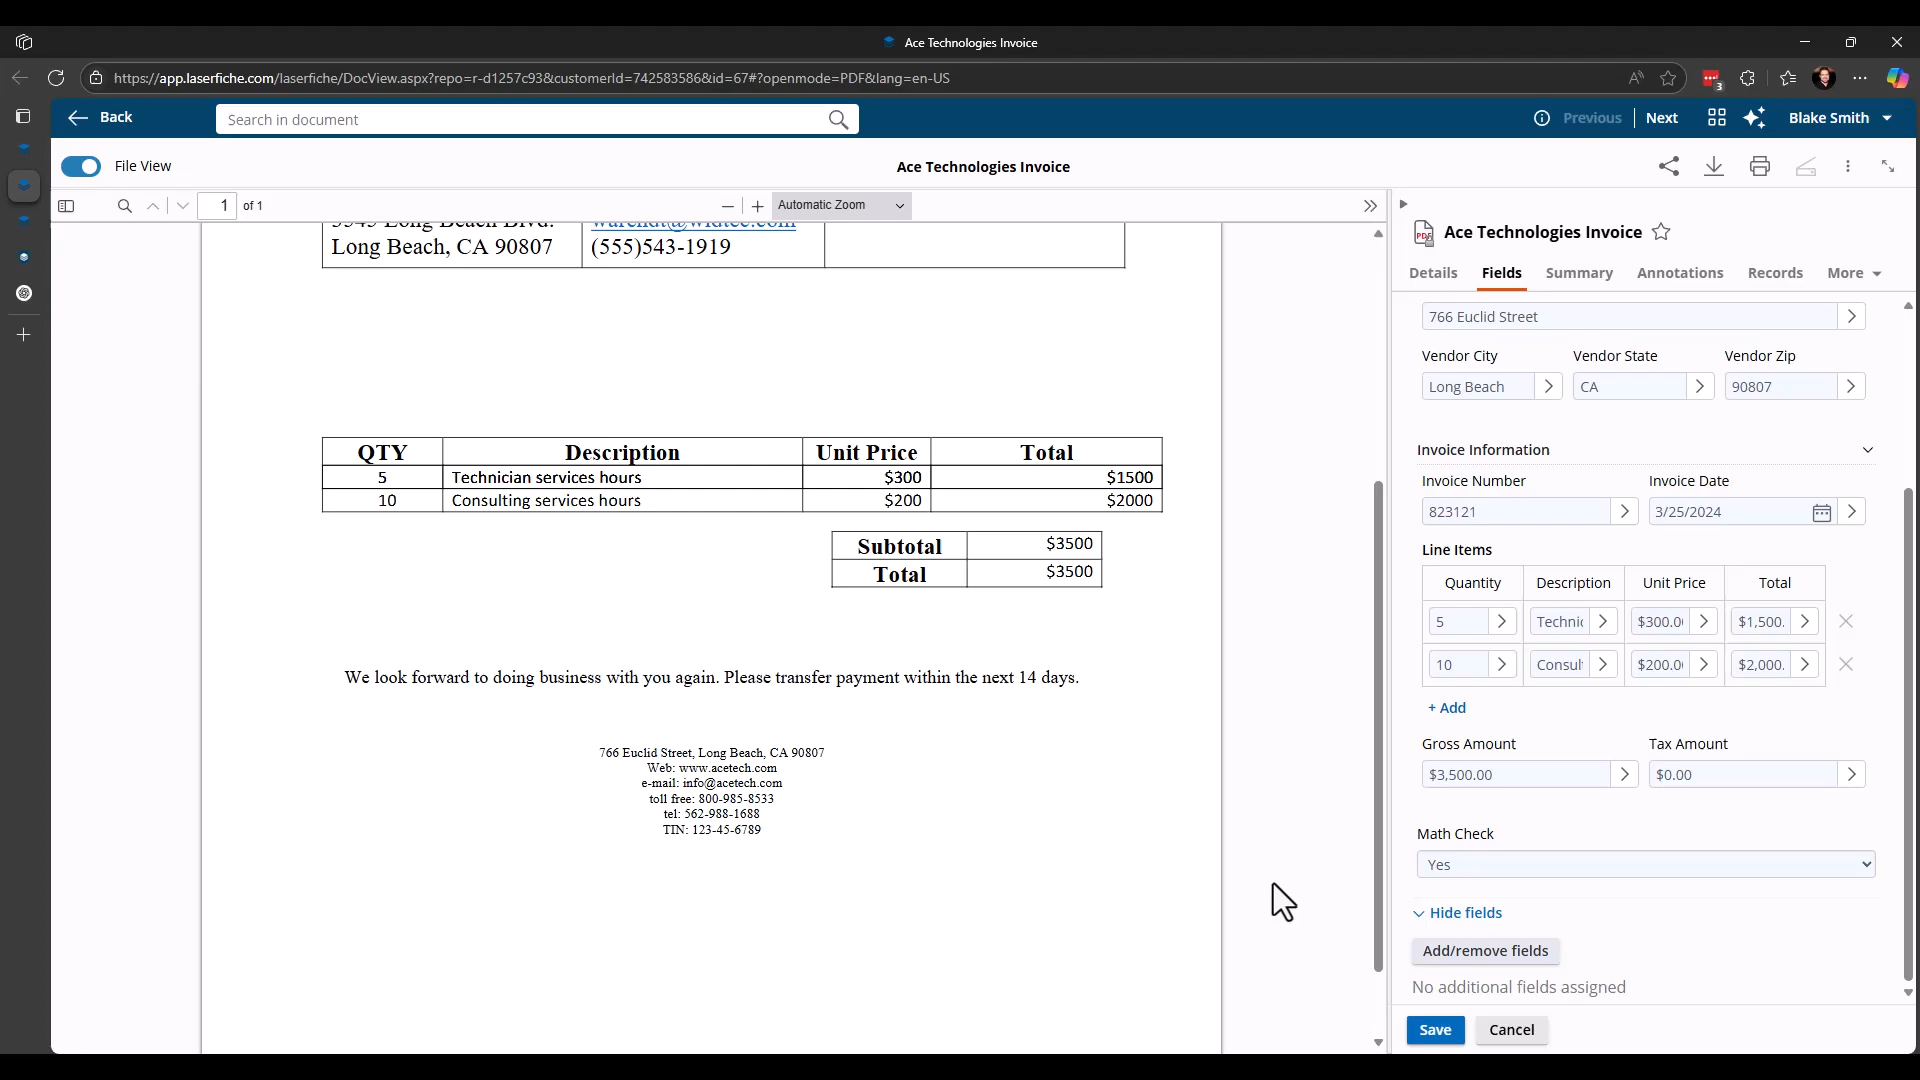 Ace Technologies Invoice
https://app.laserfiche.com/laserfiche/DocView.aspx?repo=r-d1257c93&customerId=742583586&id=67#?openmode=PDF&lang=en-US
3
Back
Search in document
Previous
Next
Blake Smith
File View
Ace Technologies Invoice
1 of 1
Automatic Zoom
Long Beach, CA 90807
(555)543-1919
QTY Description Unit Price Total
5 Technician services hours $300 $1500
10 Consulting services hours $200 $2000
Subtotal $3500
Total $3500
We look forward to doing business with you again. Please transfer payment within the next 14 days.
766 Euclid Street, Long Beach, CA 90807
Web: www.acetech.com
e-mail: info@acetech.com
toll free: 800-985-8533
tel: 562-988-1688
TIN: 123-45-6789
PDF
Ace Technologies Invoice
Details Fields Summary Annotations Records More
766 Euclid Street
Vendor City Vendor State Vendor Zip
Long Beach CA 90807
Invoice Information
Invoice Number Invoice Date
823121 3/25/2024
Line Items
Quantity Description Unit Price Total
5 Technic $300.0 $1,500.
10 Consult $200.0 $2,000.
+ Add
Gross Amount Tax Amount
$3,500.00 $0.00
Math Check
Yes
Hide fields
Add/remove fields
No additional fields assigned
Save Cancel